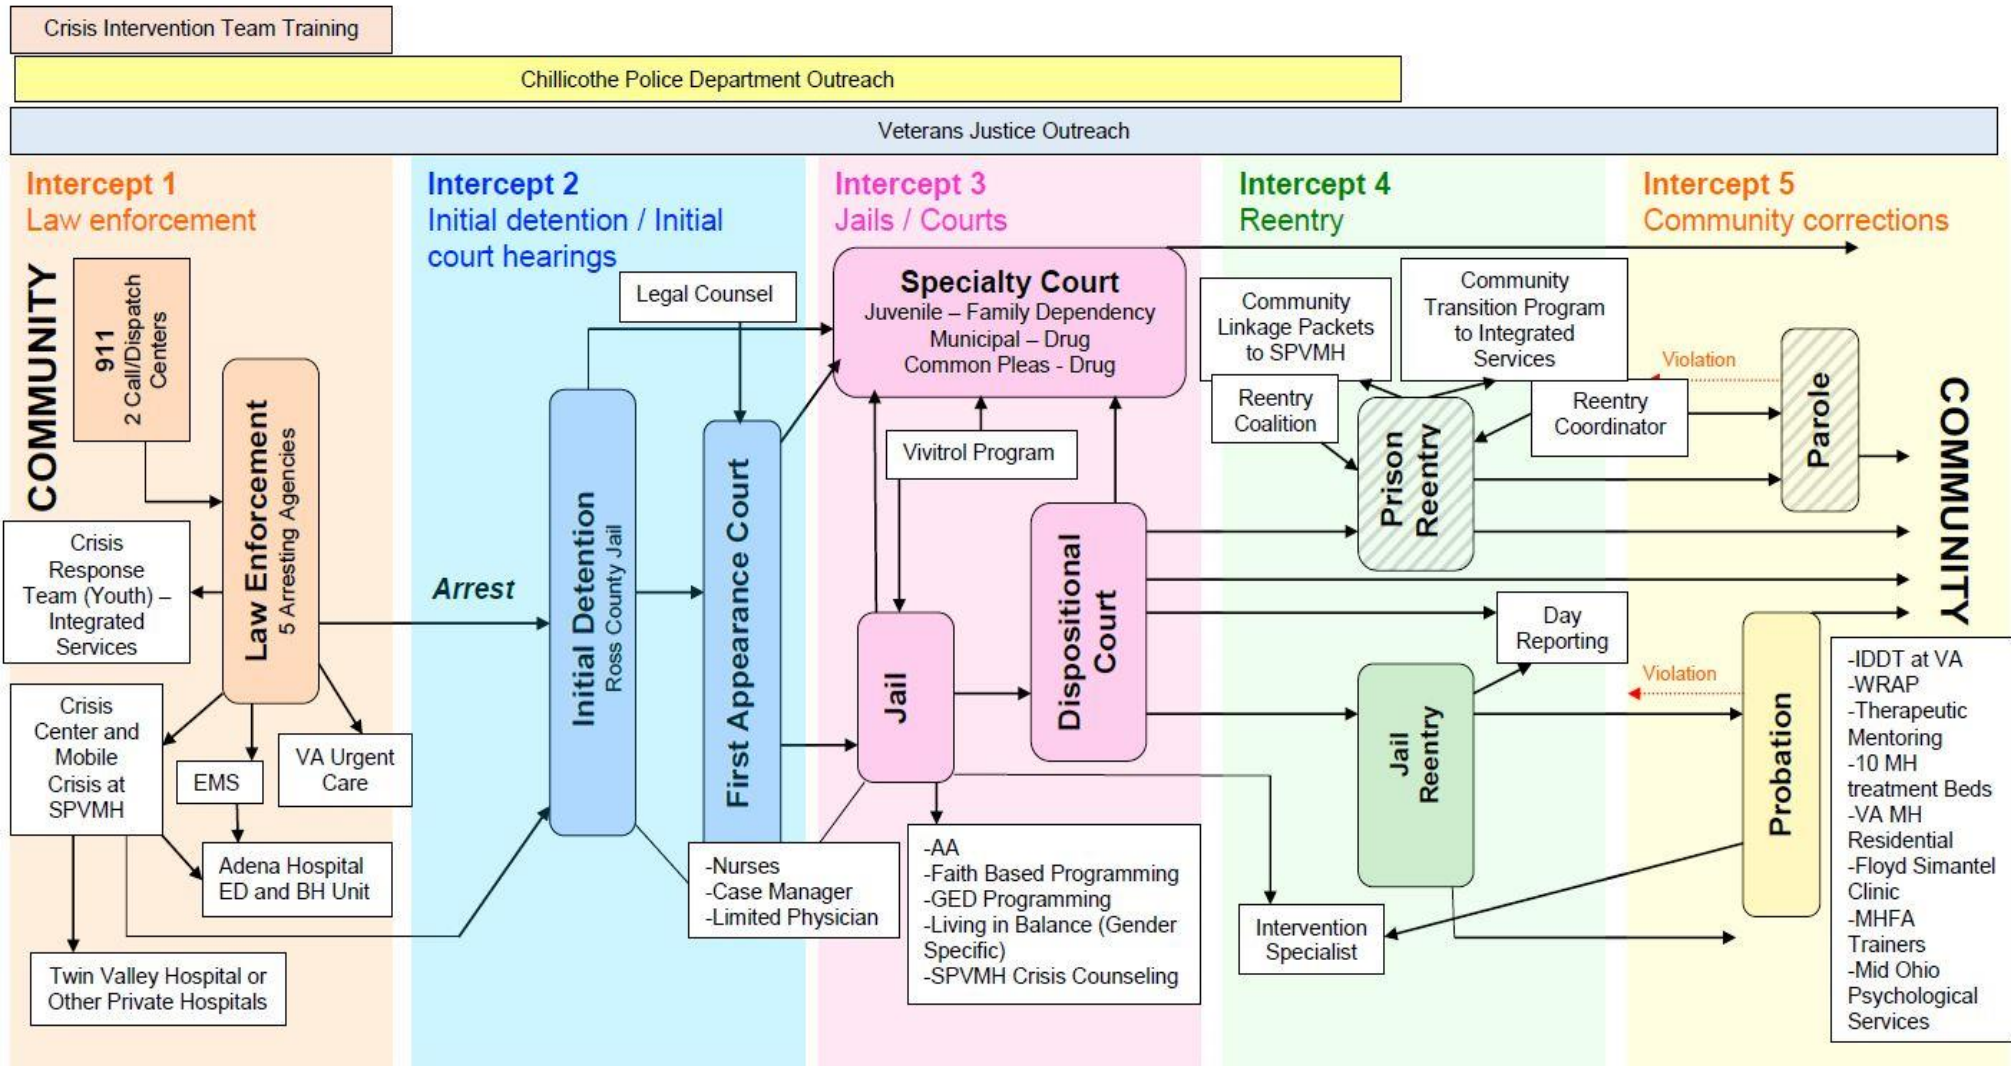 Crisis Intervention Team Training
Chillicothe Police Department Outreach
Veterans Justice Outreach
Intercept 1
Law enforcement
COMMUNITY
911
2 Call/Dispatch
Centers
Law Enforcement
5 Arresting Agencies
Crisis
Response
Team (Youth) –
Integrated
Services
Crisis
Center and
Mobile
Crisis at
SPVMH
EMS
VA Urgent
Care
Adena Hospital
ED and BH Unit
Twin Valley Hospital or
Other Private Hospitals
Intercept 2
Initial detention / Initial
court hearings
Legal Counsel
Arrest
Initial Detention
Ross County Jail
First Appearance Court
-Nurses
-Case Manager
-Limited Physician
Intercept 3
Jails / Courts
Specialty Court
Juvenile – Family Dependency
Municipal – Drug
Common Pleas - Drug
Vivitrol Program
Jail
Dispositional
Court
-AA
-Faith Based Programming
-GED Programming
-Living in Balance (Gender
Specific)
-SPVMH Crisis Counseling
Intercept 4
Reentry
Community
Linkage Packets
to SPVMH
Community
Transition Program
to Integrated
Services
Reentry
Coalition
Reentry
Coordinator
Prison
Reentry
Day
Reporting
Jail
Reentry
Intervention
Specialist
Intercept 5
Community corrections
Violation
Parole
COMMUNITY
Violation
Probation
-IDDT at VA
-WRAP
-Therapeutic
Mentoring
-10 MH
treatment Beds
-VA MH
Residential
-Floyd Simantel
Clinic
-MHFA
Trainers
-Mid Ohio
Psychological
Services